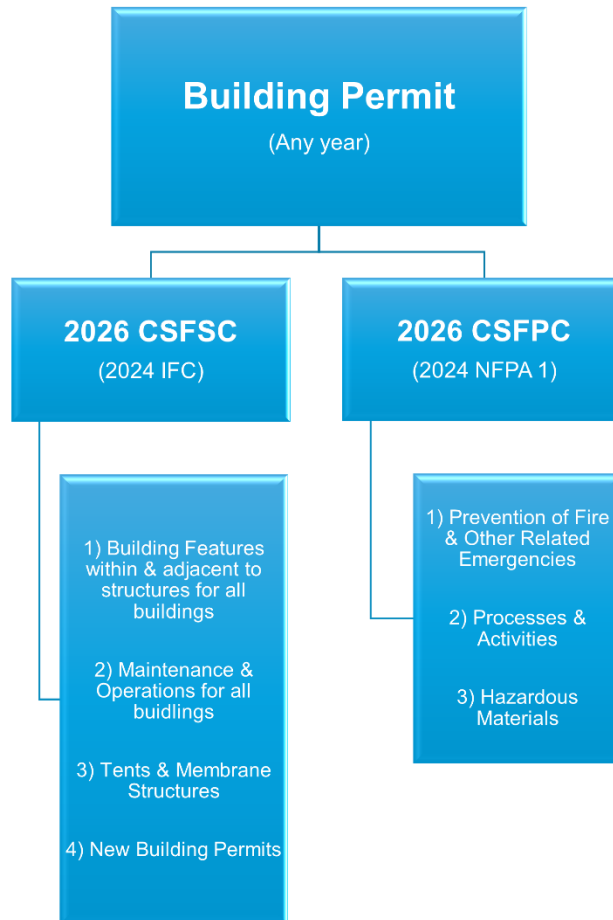 Building Permit
(Any year)
2026 CSFSC
(2024 IFC)
2026 CSFPC
(2024 NFPA 1)
1) Building Features
within & adjacent to
structures for all
buildings
2) Maintenance &
Operations for all
buidlings
3) Tents & Membrane
Structures
4) New Building Permits
1) Prevention of Fire
& Other Related
Emergencies
2) Processes &
Activities
3) Hazardous
Materials